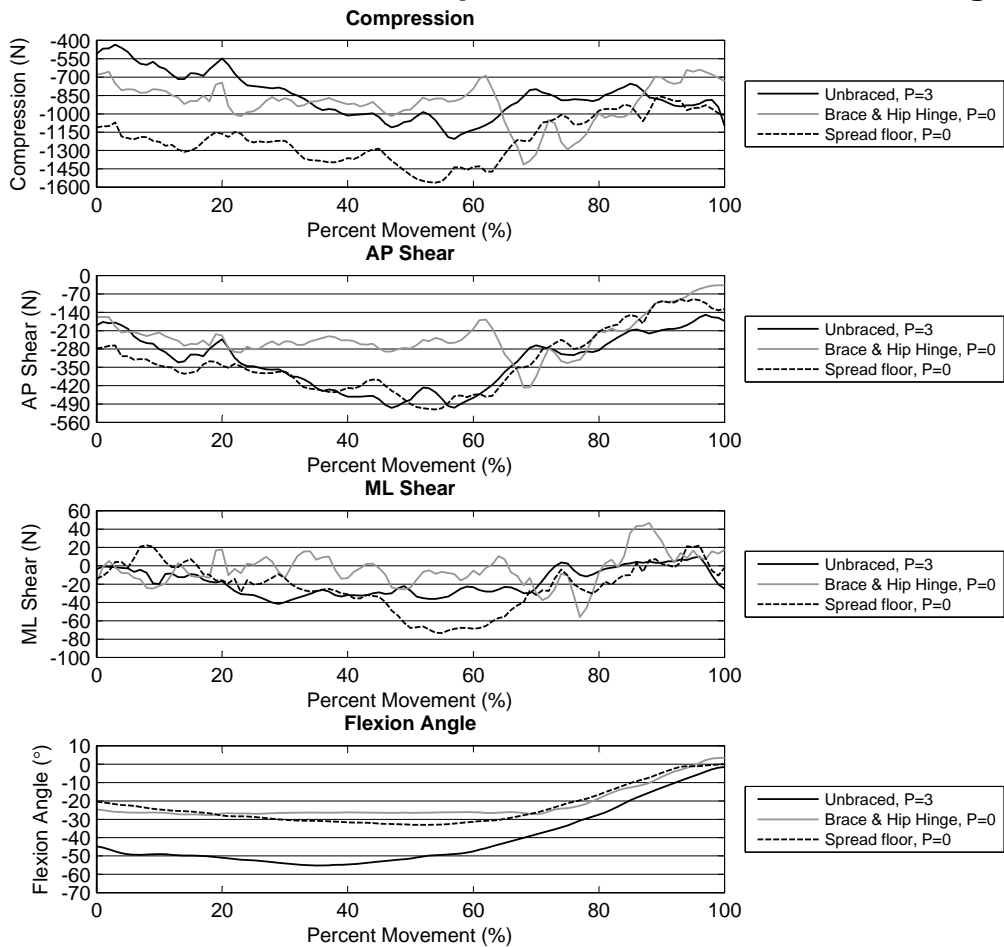 Compression
Compression (N)
-400
-550
-700
-850
-1000
-1150
-1300
-1450
-1600
0
20
40
60
80
100
Percent Movement (%)
Unbraced, P=3
Brace & Hip Hinge, P=0
Spread floor, P=0
AP Shear
AP Shear (N)
0
-70
-140
-210
-280
-350
-420
-490
-560
0
20
40
60
80
100
Percent Movement (%)
Unbraced, P=3
Brace & Hip Hinge, P=0
Spread floor, P=0
ML Shear
ML Shear (N)
60
40
20
0
-20
-40
-60
-80
-100
0
20
40
60
80
100
Percent Movement (%)
Unbraced, P=3
Brace & Hip Hinge, P=0
Spread floor, P=0
Flexion Angle
Flexion Angle (°)
10
0
-10
-20
-30
-40
-50
-60
-70
0
20
40
60
80
100
Percent Movement (%)
Unbraced, P=3
Brace & Hip Hinge, P=0
Spread floor, P=0